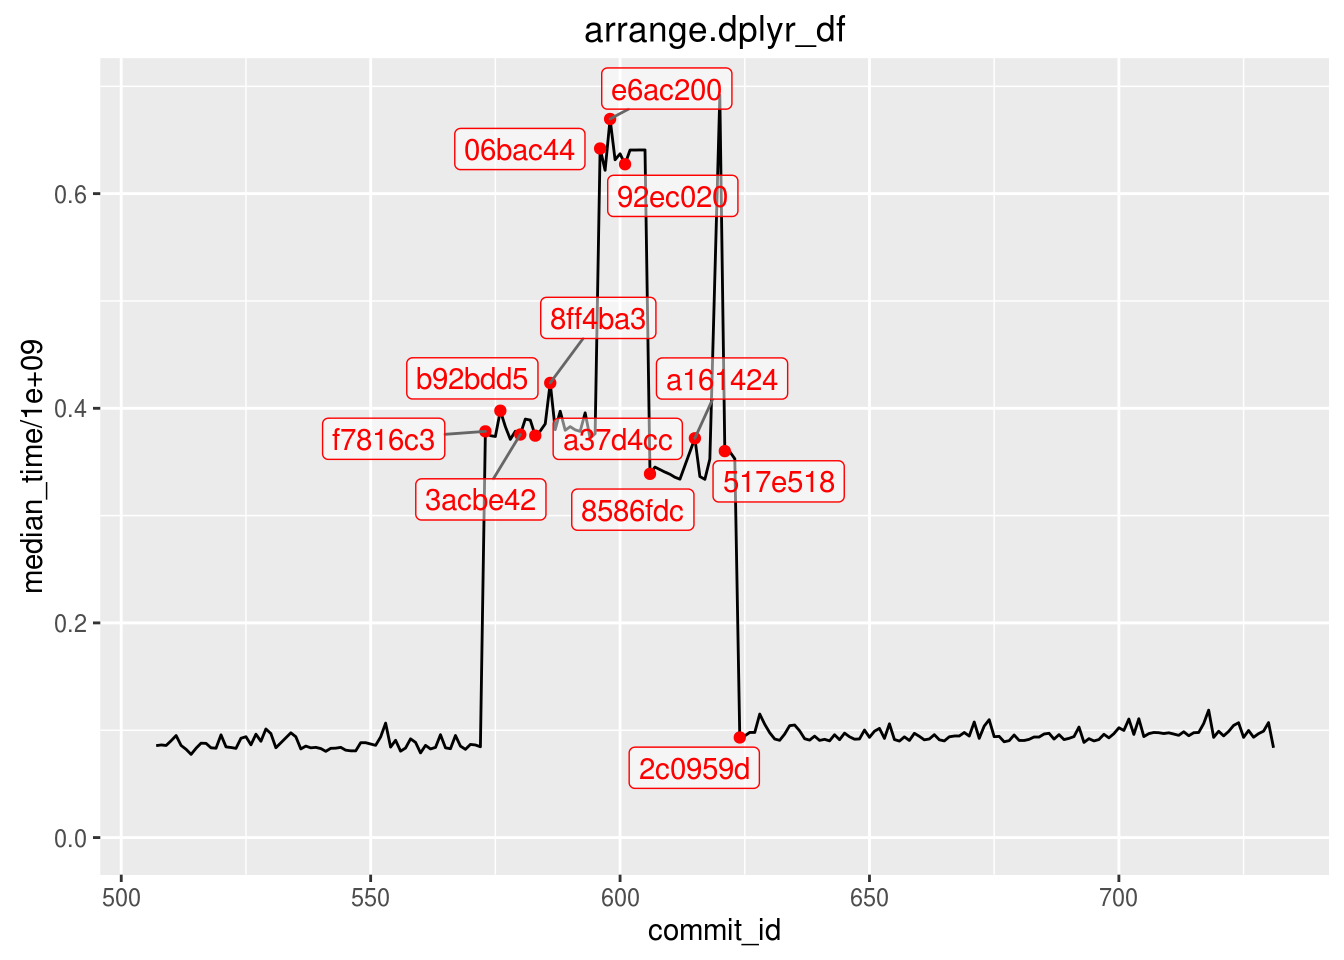 arrange.dplyr_df
e6ac200
06bac44
92ec020
8ff4ba3
b92bdd5
a161424
f7816c3
a37d4cc
3acbe42
8586fdc
517e518
2c0959d
median_time/1e+09
0.6
0.4
0.2
0.0
500 550 600 650 700
commit_id